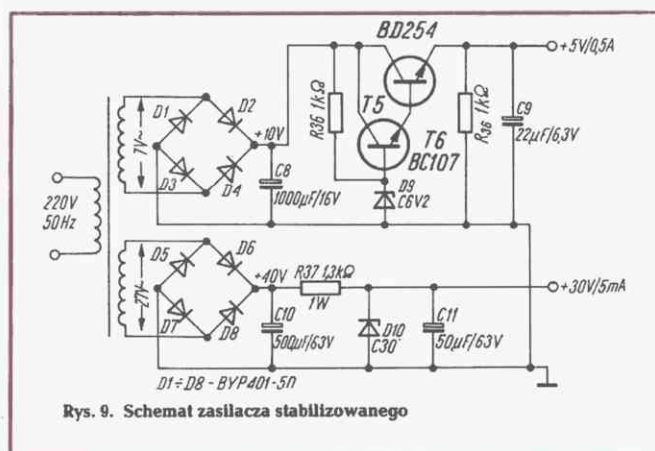 BD254
+5V/0,5A
D1
D2
7V~
+10V
R36 1kΩ
T5
T6
BC107
R36 1kΩ
C9
22µF/6,3V
D3
D4
C8
1000µF/16V
D9
C6V2
220V
50Hz
D5
D6
27V~
+40V
R37 1,3kΩ
1W
+30V/5mA
D7
D8
C10
500µF/63V
D10
C30
C11
50µF/63V
D1÷D8 - BYP401-50
Rys. 9. Schemat zasilacza stabilizowanego